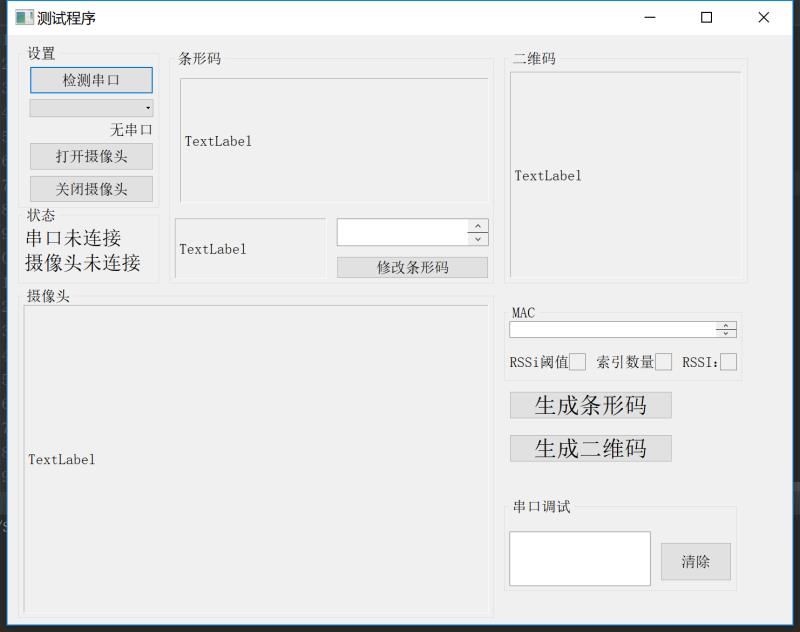 测试程序
设置
检测串口
无串口
打开摄像头
关闭摄像头
状态
串口未连接
摄像头未连接
条形码
TextLabel
TextLabel
修改条形码
二维码
TextLabel
摄像头
TextLabel
MAC
RSSi阈值 索引数量 RSSI:
生成条形码
生成二维码
串口调试
清除